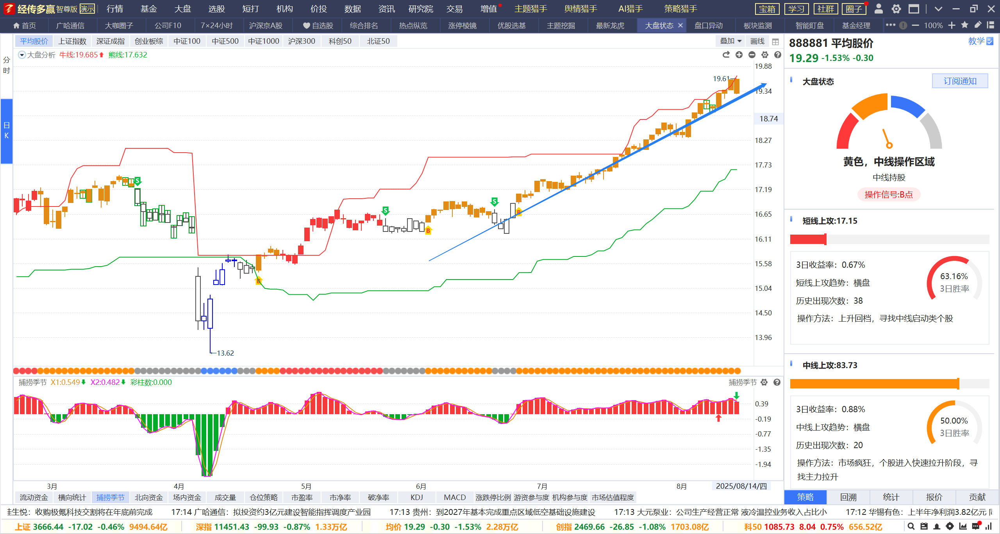 经传多赢 智尊版 演示 行情 基金 大盘 选股 短打 机构 价投 数据 资讯 研究院 交易 增值 主题猎手 舆情猎手 AI猎手 策略猎手 宝箱 学习 社群 圈子
首页 广哈通信 大咖圈子 公司F10 7×24小时 沪深京A股 自选股 综合排名 热点纵览 涨停棱镜 优股选基 主题挖掘 最新龙虎 大盘状态 盘口异动 板块监测 智能盯盘 基金经理 100%
平均股价 上证指数 深证成指 创业板综 中证100 中证500 中证1000 沪深300 科创50 北证50 叠加 画线
大盘分析 牛线:19.685 熊线:17.632
分时
日K
19.88
19.61
19.34
18.74
18.27
17.73
17.19
16.65
16.11
15.58
15.04
14.50
13.96
13.62
S
S
S
B
B
B
捕捞季节 X1:0.549 X2:0.482 彩柱数:0.000 捕捞季节
0.39
-0.19
-0.77
-1.35
-1.94
3月 4月 5月 6月 7月 8月 2025/08/14/四
流动资金 横向统计 捕捞季节 北向资金 场内资金 成交量 仓位策略 市盈率 市净率 破净率 KDJ MACD 涨跌停比例 游资参与度 机构参与度 市场估值程度
888881 平均股价 教学
19.29 -1.53% -0.30
大盘状态 订阅通知
黄色，中线操作区域
中线持股
操作信号:B点
短线上攻:17.15
3日收益率：0.67%
短线上攻趋势：横盘
历史出现次数：38
63.16%
3日胜率
操作方法：上升回档，寻找中线启动类个股
中线上攻:83.73
3日收益率：0.88%
中线上攻趋势：横盘
历史出现次数：20
50.00%
3日胜率
操作方法：市场疯狂，个股进入快速拉升阶段，寻
找主力拉升
策略 回溯 统计 报价 贡献
生悦：收购极氪科技交割将在年底前完成 17:14 广哈通信：拟投资约3亿元建设智能指挥调度产业园 17:13 贵州：到2027年基本完成重点区域低空基础设施建设 17:13 大元泵业：公司生产经营正常 液冷温控业务收入占比小 17:12 华锡有色：上半年净利润3.82亿元
上证 3666.44 -17.02 -0.46% 9494.64亿 深指 11451.43 -99.93 -0.87% 1.33万亿 均价 19.29 -0.30 -1.53% 2.28万亿 创指 2469.66 -26.85 -1.08% 1703.08亿 科50 1085.73 8.04 0.75% 656.52亿